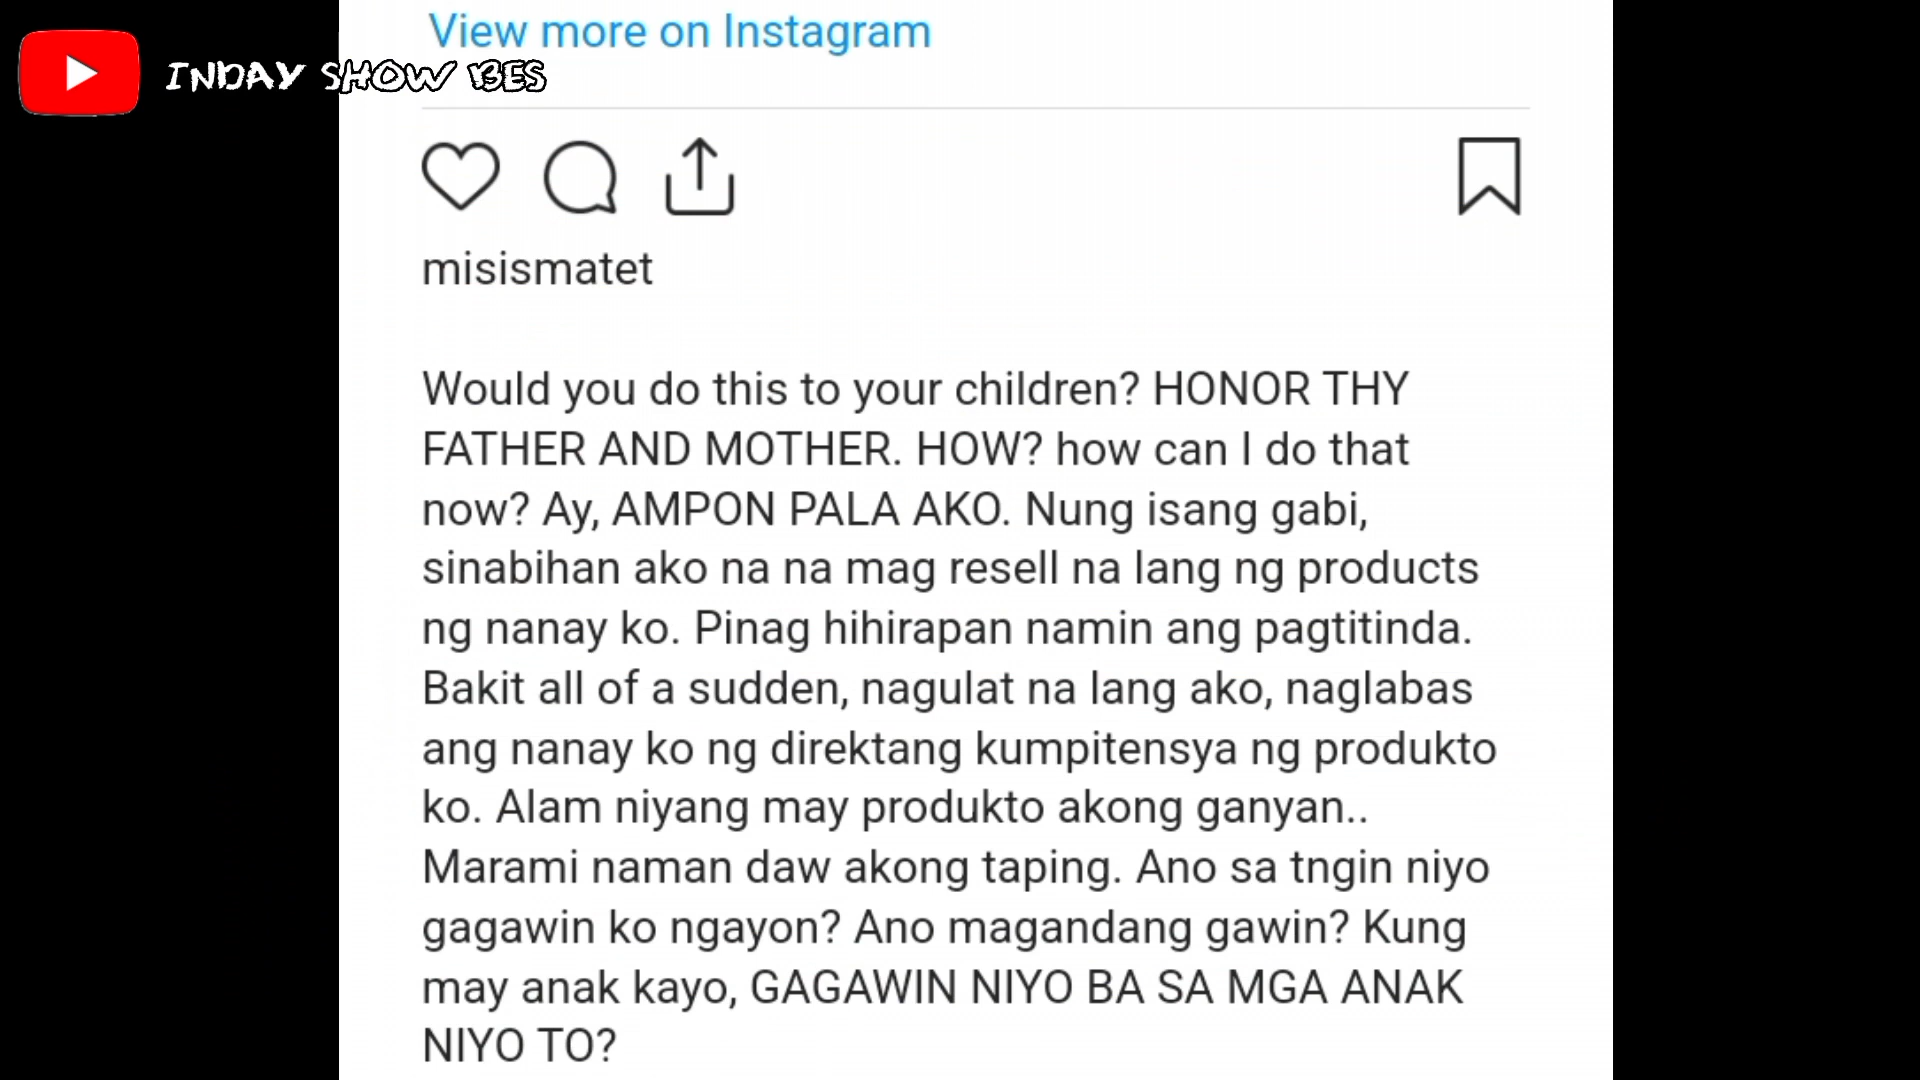 View more on Instagram
INDAY SHOW BES
misismatet
Would you do this to your children? HONOR THY
FATHER AND MOTHER. HOW? how can I do that
now? Ay, AMPON PALA AKO. Nung isang gabi,
sinabihan ako na na mag resell na lang ng products
ng nanay ko. Pinag hihirapan namin ang pagtitinda.
Bakit all of a sudden, nagulat na lang ako, naglabas
ang nanay ko ng direktang kumpitensya ng produkto
ko. Alam niyang may produkto akong ganyan..
Marami naman daw akong taping. Ano sa tngin niyo
gagawin ko ngayon? Ano magandang gawin? Kung
may anak kayo, GAGAWIN NIYO BA SA MGA ANAK
NIYO TO?